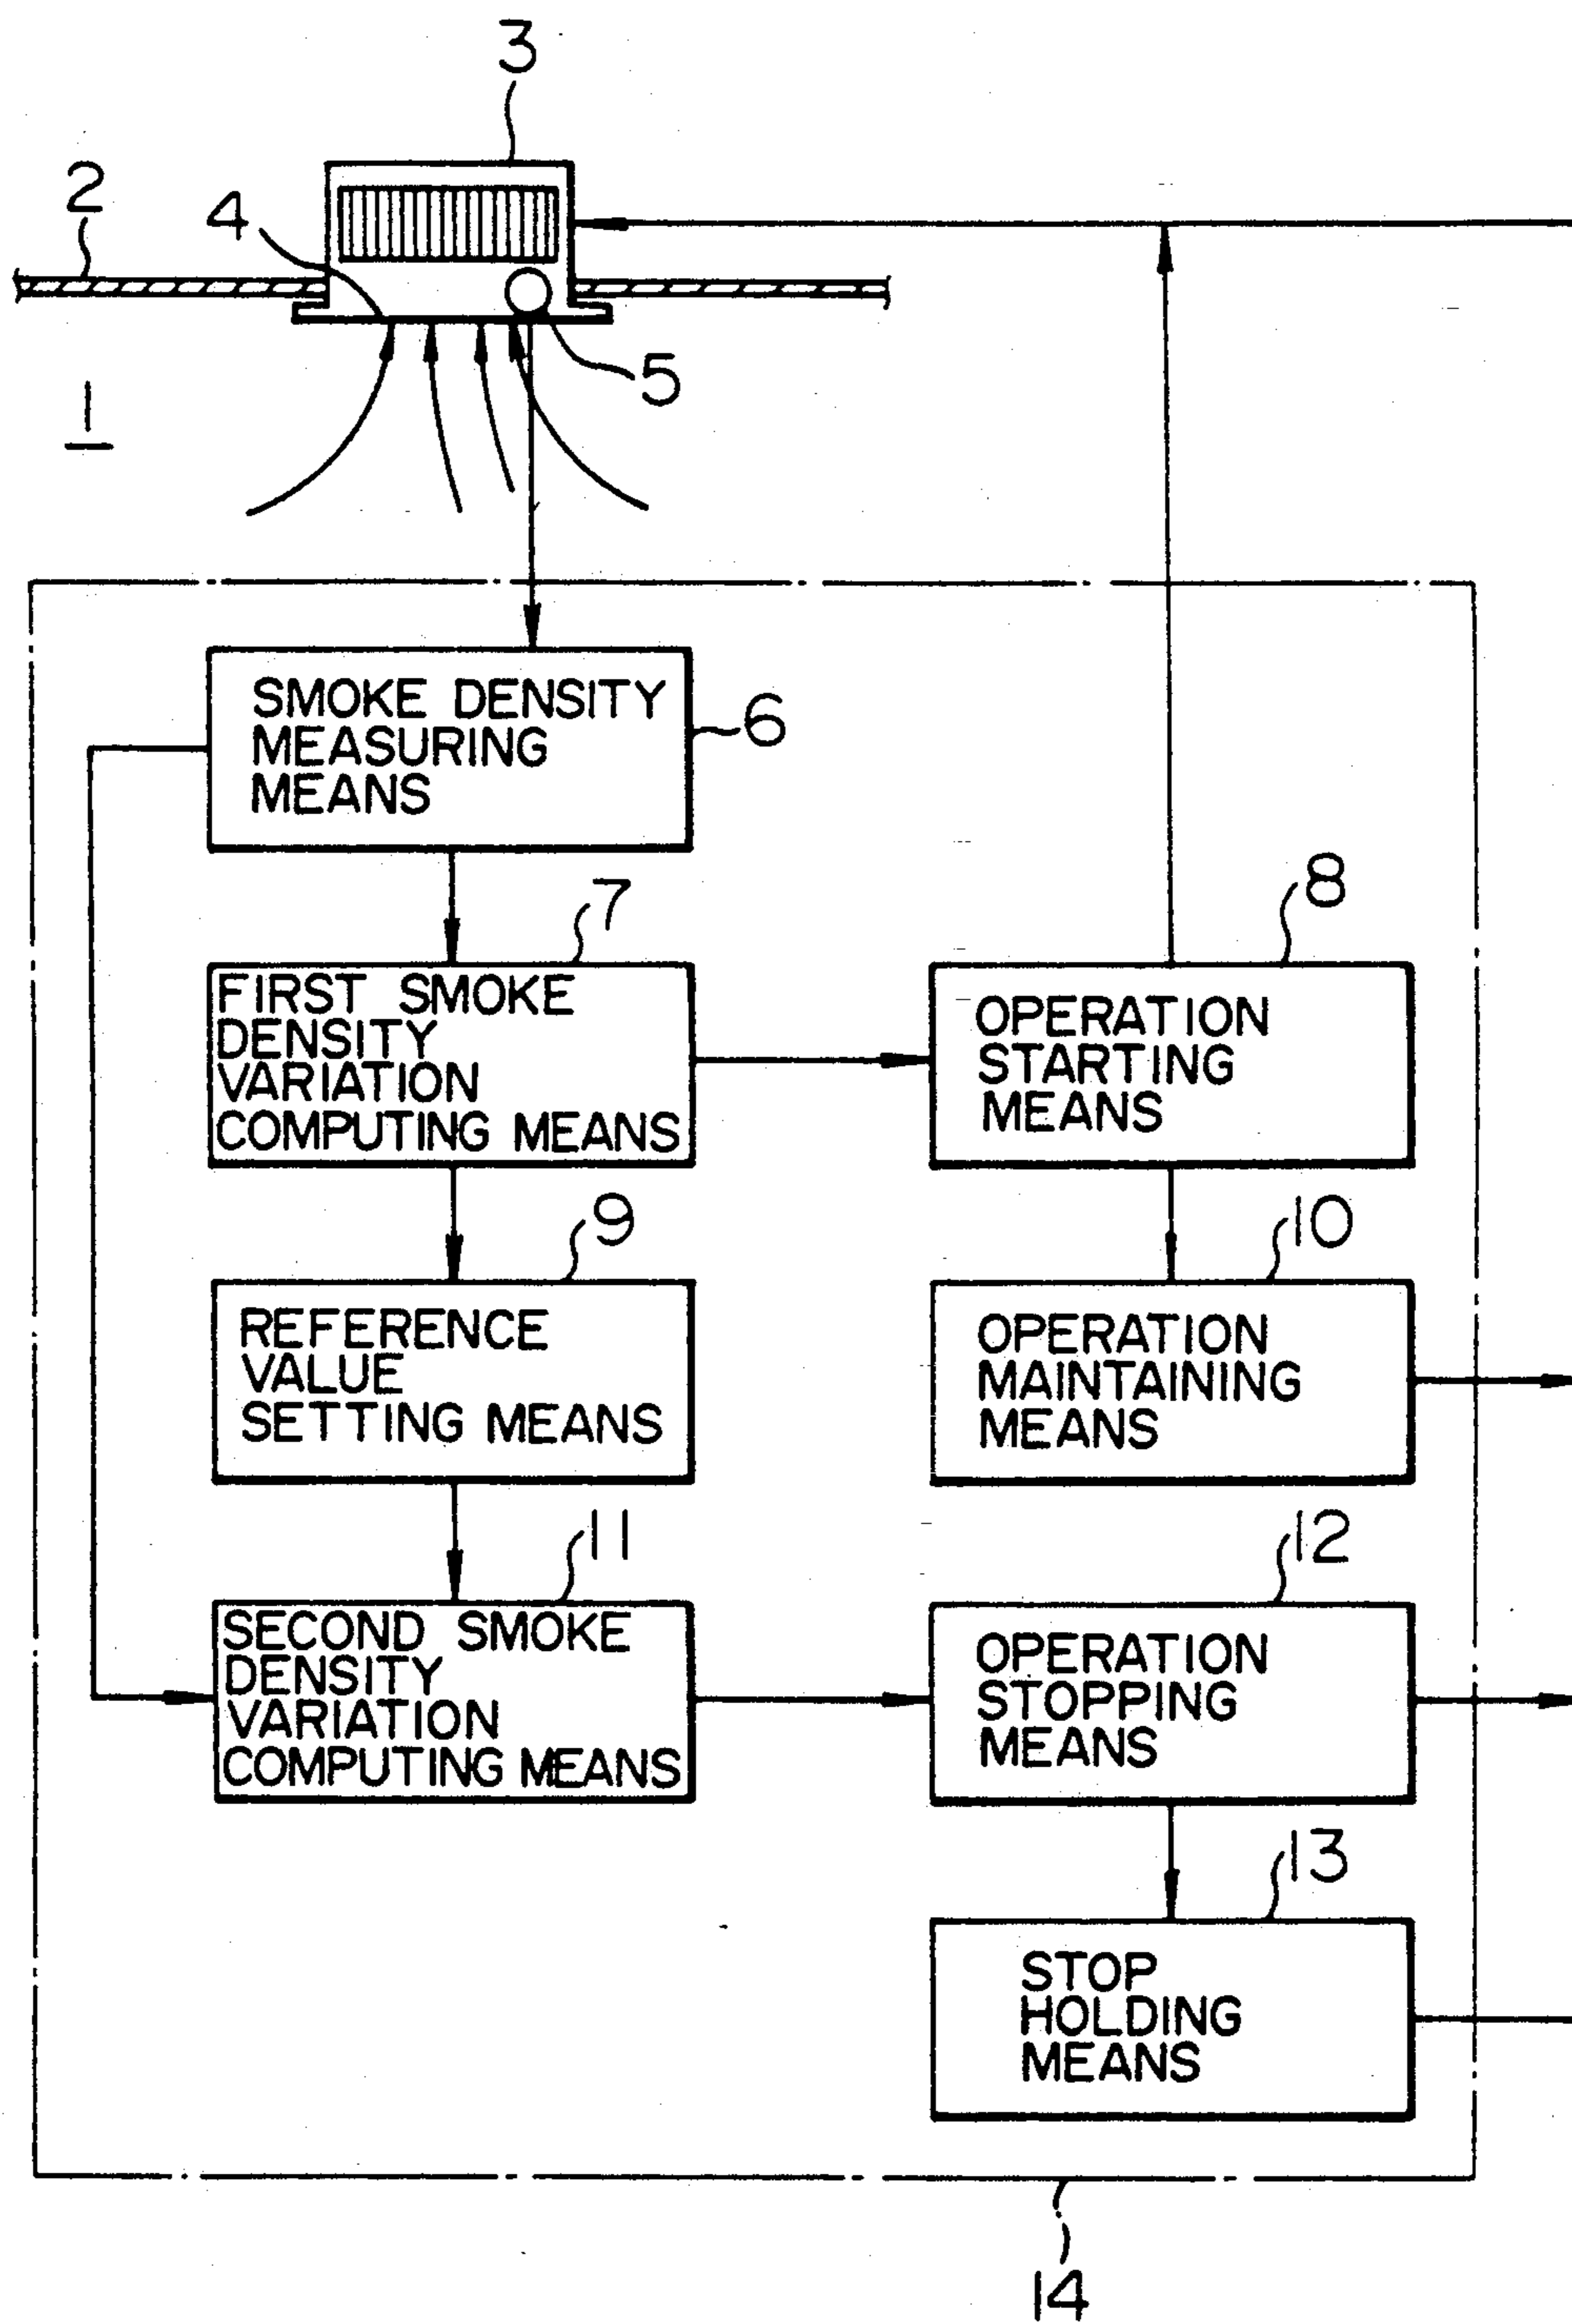 3
2
4
5
1
SMOKE DENSITY
MEASURING
MEANS
6
7
FIRST SMOKE
DENSITY
VARIATION
COMPUTING MEANS
8
OPERATION
STARTING
MEANS
9
REFERENCE
VALUE
SETTING MEANS
10
OPERATION
MAINTAINING
MEANS
11
SECOND SMOKE
DENSITY
VARIATION
COMPUTING MEANS
12
OPERATION
STOPPING
MEANS
13
STOP
HOLDING
MEANS
14